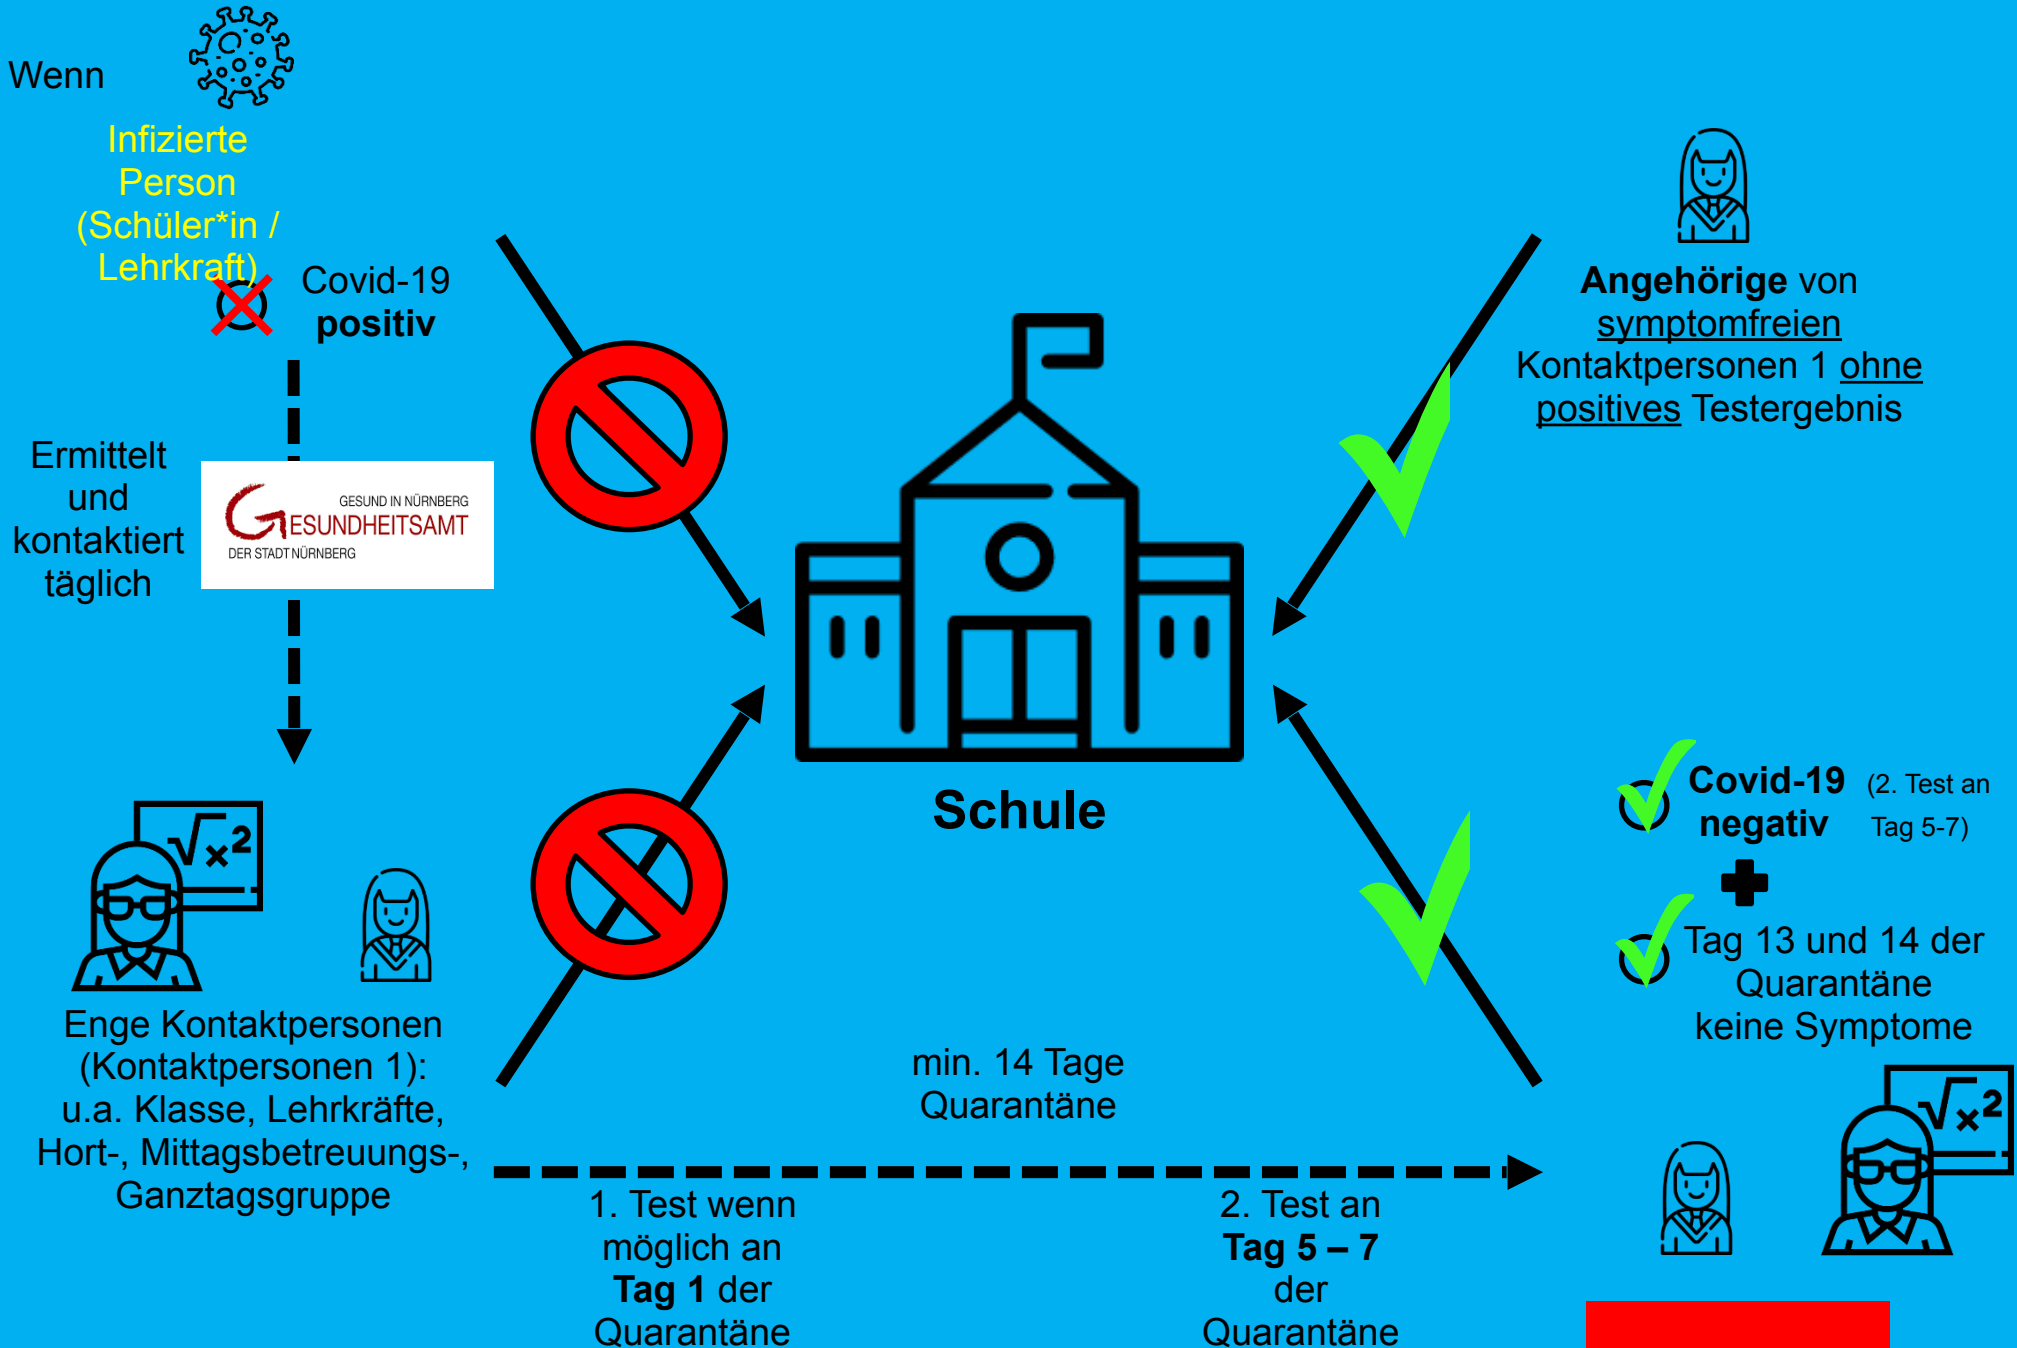 Wenn
Infizierte
Person
(Schüler*in /
Lehrkraft)
Covid-19
positiv
Ermittelt
und
kontaktiert
täglich
GESUND IN NÜRNBERG
GESUNDHEITSAMT
DER STADT NÜRNBERG
√x²
Enge Kontaktpersonen
(Kontaktpersonen 1):
u.a. Klasse, Lehrkräfte,
Hort-, Mittagsbetreuungs-,
Ganztagsgruppe
Schule
min. 14 Tage
Quarantäne
1. Test wenn
möglich an
Tag 1 der
Quarantäne
2. Test an
Tag 5 – 7
der
Quarantäne
Angehörige von
symptomfreien
Kontaktpersonen 1 ohne
positives Testergebnis
Covid-19 (2. Test an
negativ Tag 5-7)
Tag 13 und 14 der
Quarantäne
keine Symptome
√x²